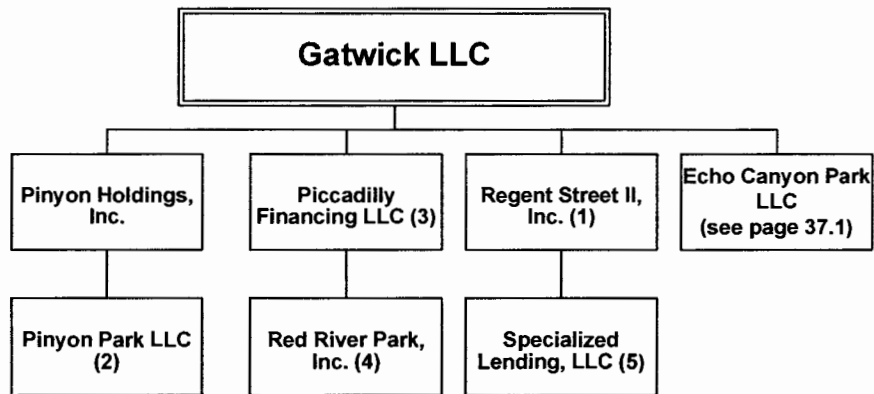 Gatwick LLC
Pinyon Holdings,
Inc.
Piccadilly
Financing LLC (3)
Regent Street II,
Inc. (1)
Echo Canyon Park
LLC
(see page 37.1)
Pinyon Park LLC
(2)
Red River Park,
Inc. (4)
Specialized
Lending, LLC (5)